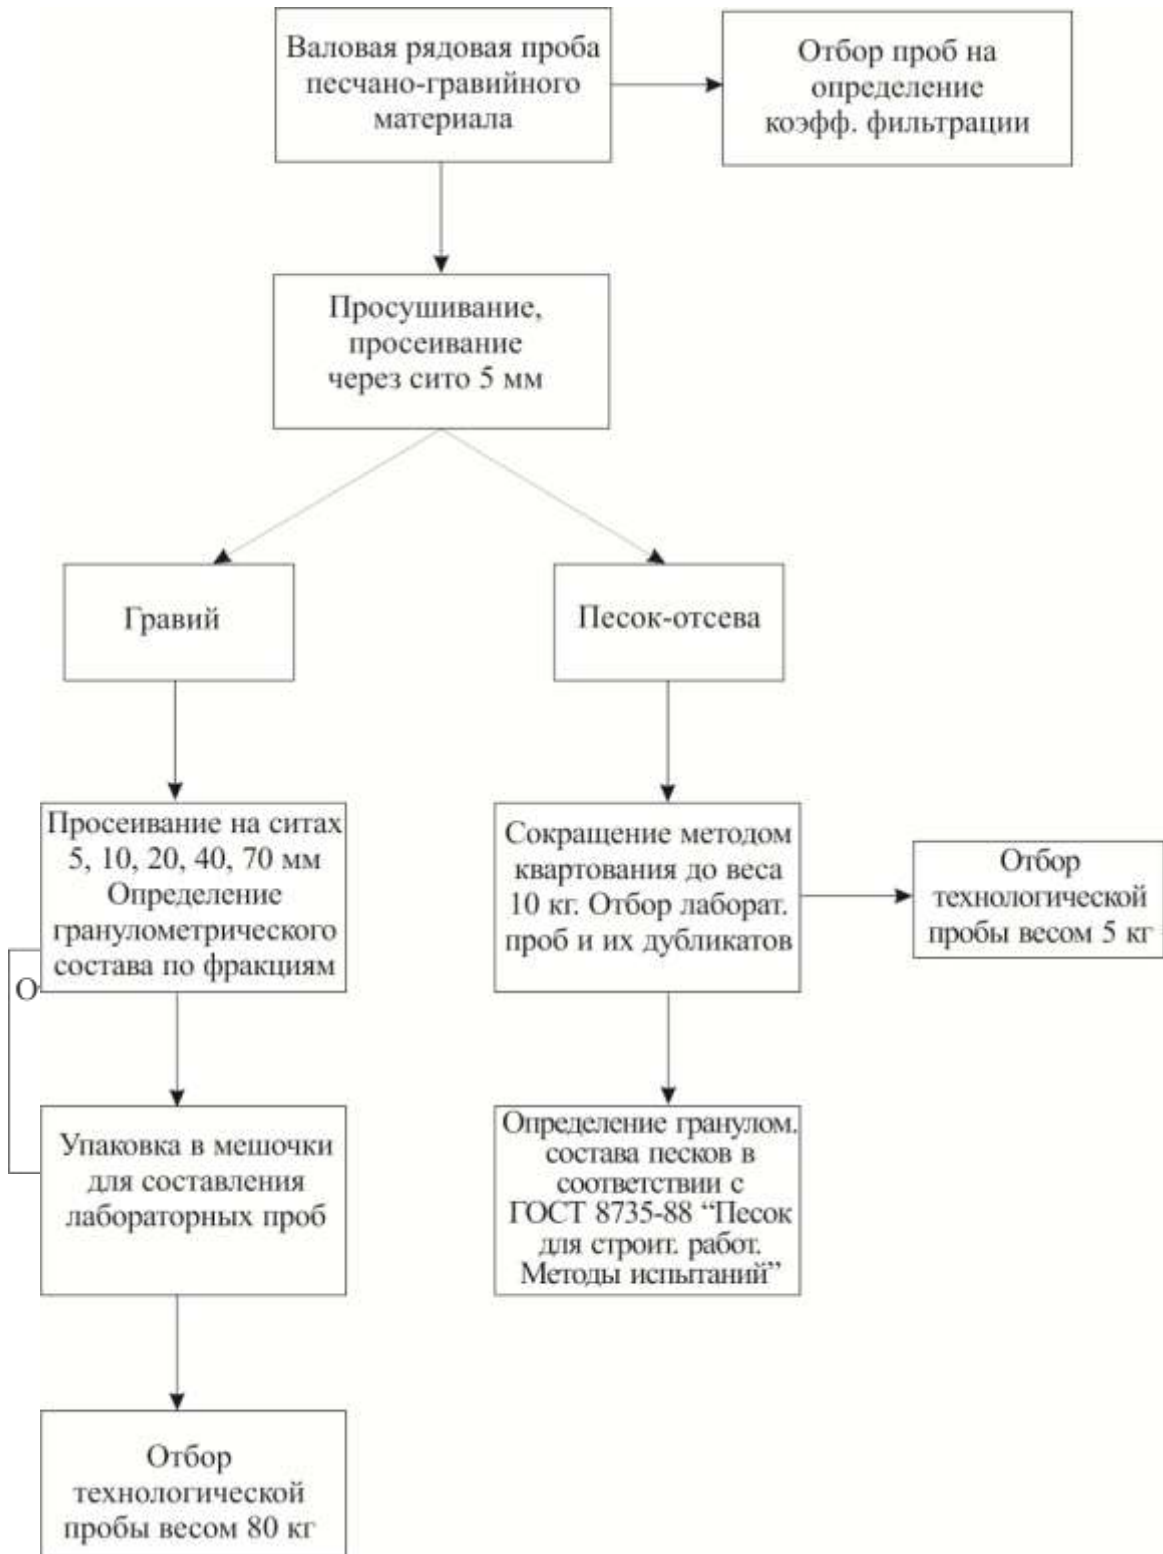 Валовая рядовая проба
песчано-гравийного
материала
Отбор проб на
определение
коэфф. фильтрации
Просушивание,
просеивание
через сито 5 мм
Гравий
Песок-отсева
Просеивание на ситах
5, 10, 20, 40, 70 мм
Определение
гранулометрического
состава по фракциям
Сокращение методом
квартования до веса
10 кг. Отбор лаборат.
проб и их дубликатов
Отбор
технологической
пробы весом 5 кг
О
Упаковка в мешочки
для составления
лабораторных проб
Определение гранулом.
состава песков в
соответствии с
ГОСТ 8735-88 “Песок
для строит. работ.
Методы испытаний”
Отбор
технологической
пробы весом 80 кг